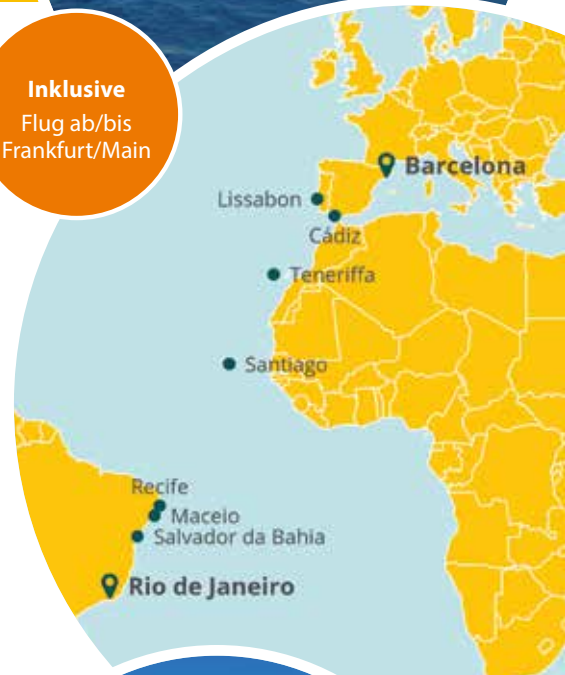 Inklusive
Flug ab/bis
Frankfurt/Main
Barcelona
Lissabon
Cádiz
Teneriffa
Santiago
Recife
Maceio
Salvador da Bahia
Rio de Janeiro